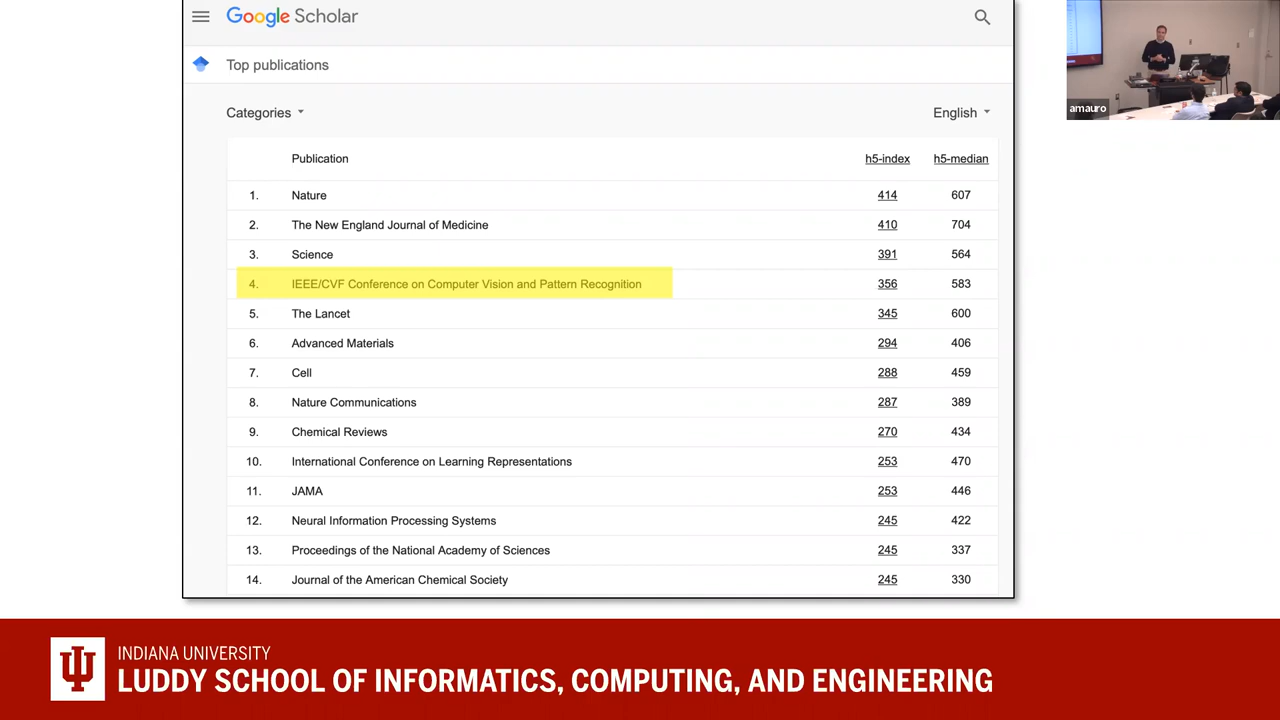 Google Scholar
Top publications
Categories
English
Publication h5-index h5-median
1. Nature 414 607
2. The New England Journal of Medicine 410 704
3. Science 391 564
4. IEEE/CVF Conference on Computer Vision and Pattern Recognition 356 583
5. The Lancet 345 600
6. Advanced Materials 294 406
7. Cell 288 459
8. Nature Communications 287 389
9. Chemical Reviews 270 434
10. International Conference on Learning Representations 253 470
11. JAMA 253 446
12. Neural Information Processing Systems 245 422
13. Proceedings of the National Academy of Sciences 245 337
14. Journal of the American Chemical Society 245 330
amauro
INDIANA UNIVERSITY
LUDDY SCHOOL OF INFORMATICS, COMPUTING, AND ENGINEERING